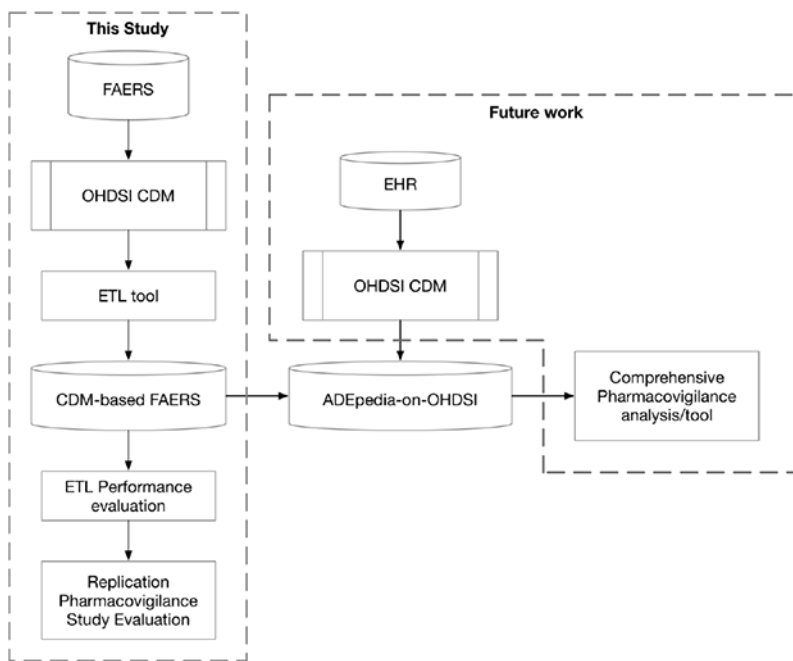 This Study
FAERS
OHDSI CDM
ETL tool
CDM-based FAERS
ETL Performance
evaluation
Replication
Pharmacovigilance
Study Evaluation
Future work
EHR
OHDSI CDM
ADEpedia-on-OHDSI
Comprehensive
Pharmacovigilance
analysis/tool